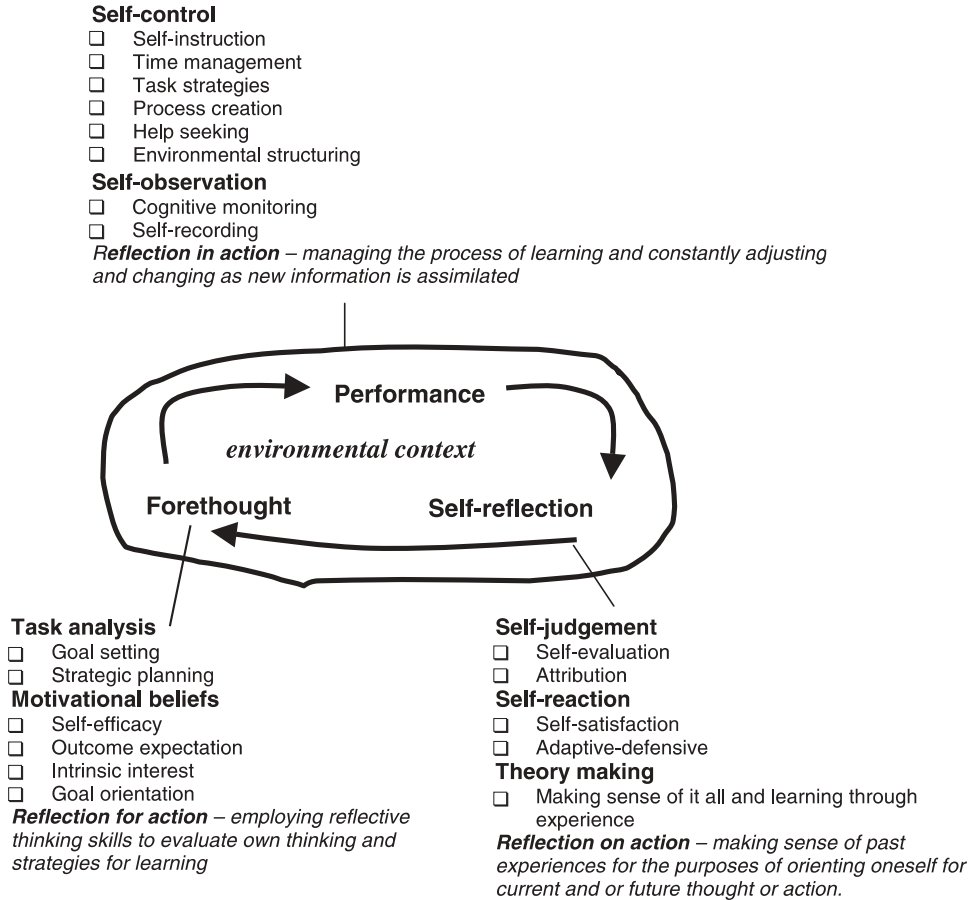 Self-control
❑ Self-instruction
❑ Time management
❑ Task strategies
❑ Process creation
❑ Help seeking
❑ Environmental structuring
Self-observation
❑ Cognitive monitoring
❑ Self-recording
Reflection in action – managing the process of learning and constantly adjusting
and changing as new information is assimilated
Performance
environmental context
Forethought
Self-reflection
Task analysis
❑ Goal setting
❑ Strategic planning
Motivational beliefs
❑ Self-efficacy
❑ Outcome expectation
❑ Intrinsic interest
❑ Goal orientation
Reflection for action – employing reflective
thinking skills to evaluate own thinking and
strategies for learning
Self-judgement
❑ Self-evaluation
❑ Attribution
Self-reaction
❑ Self-satisfaction
❑ Adaptive-defensive
Theory making
❑ Making sense of it all and learning through
experience
Reflection on action – making sense of past
experiences for the purposes of orienting oneself for
current and or future thought or action.